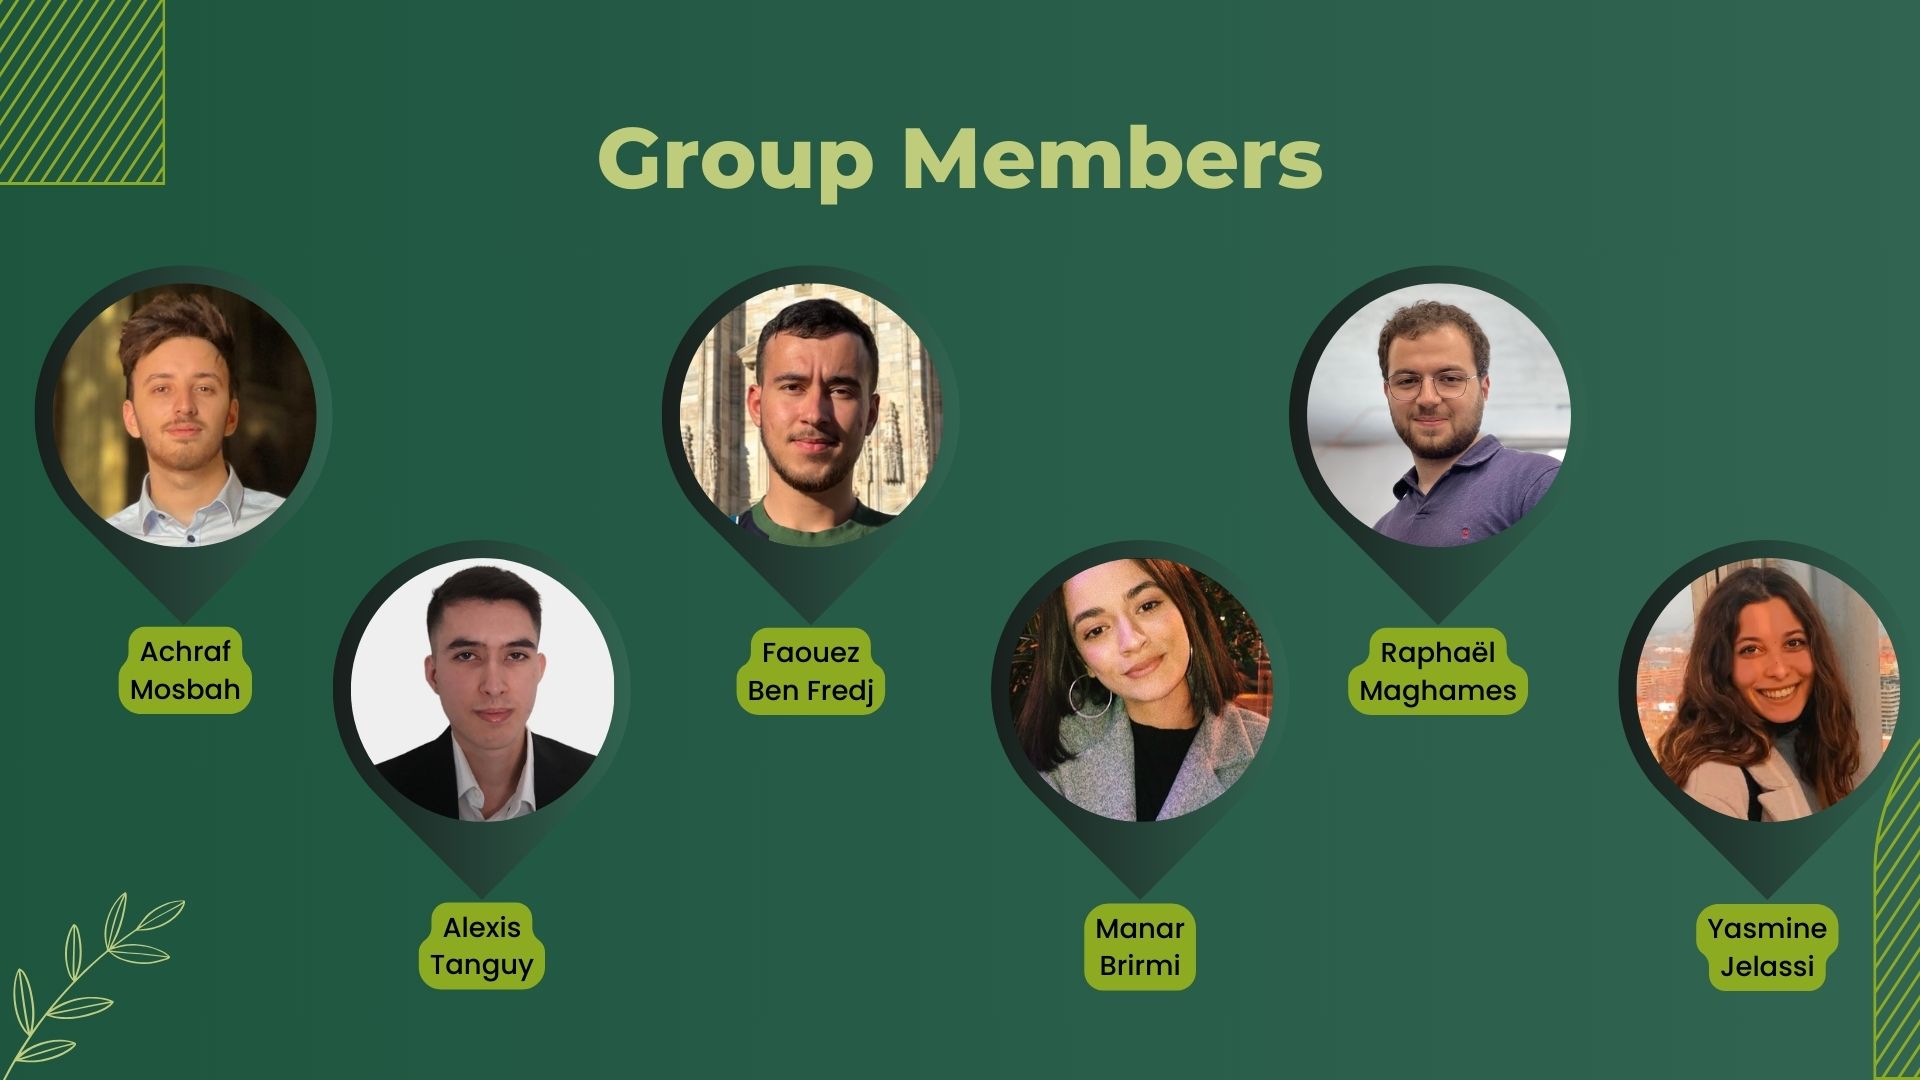 Group Members
Achraf
Mosbah
Alexis
Tanguy
Faouez
Ben Fredj
Manar
Brirmi
Raphaël
Maghames
Yasmine
Jelassi